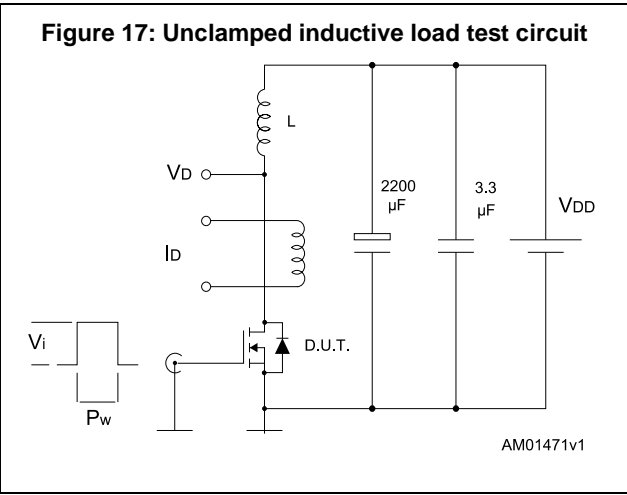 Figure 17: Unclamped inductive load test circuit
L
VD
2200
µF
3.3
µF
VDD
ID
Vi
D.U.T.
Pw
AM01471v1